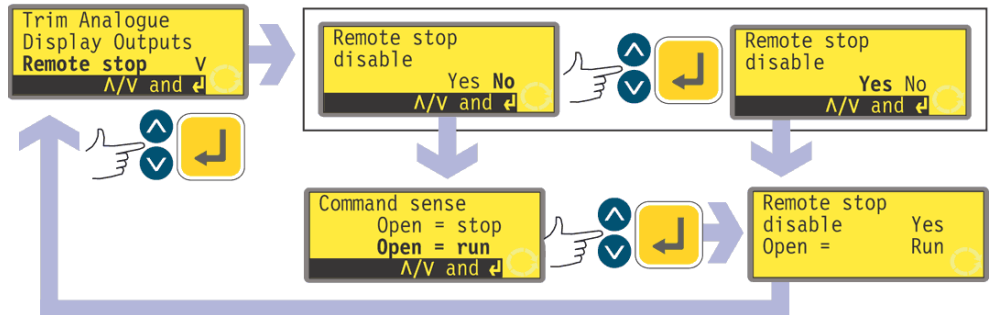 Trim Analogue
Display Outputs
Remote stop V
Λ/V and ↲
Remote stop
disable
Yes No
Λ/V and ↲
Remote stop
disable
Yes No
Λ/V and ↲
Command sense
Open = stop
Open = run
Λ/V and ↲
Remote stop
disable Yes
Open = Run